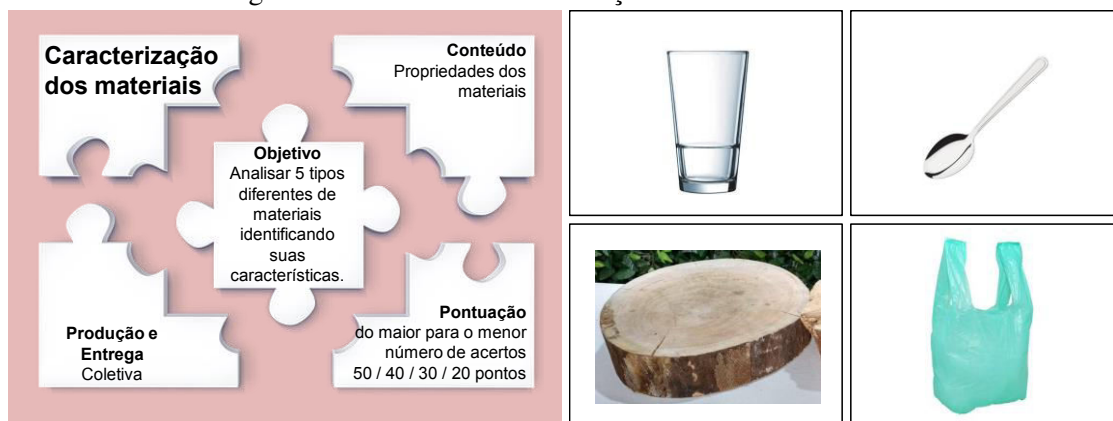 Caracterização
dos materiais
Conteúdo
Propriedades dos
materiais
Objetivo
Analisar 5 tipos
diferentes de
materiais
identificando
suas
características.
Produção e
Entrega
Coletiva
Pontuação
do maior para o menor
número de acertos
50 / 40 / 30 / 20 pontos